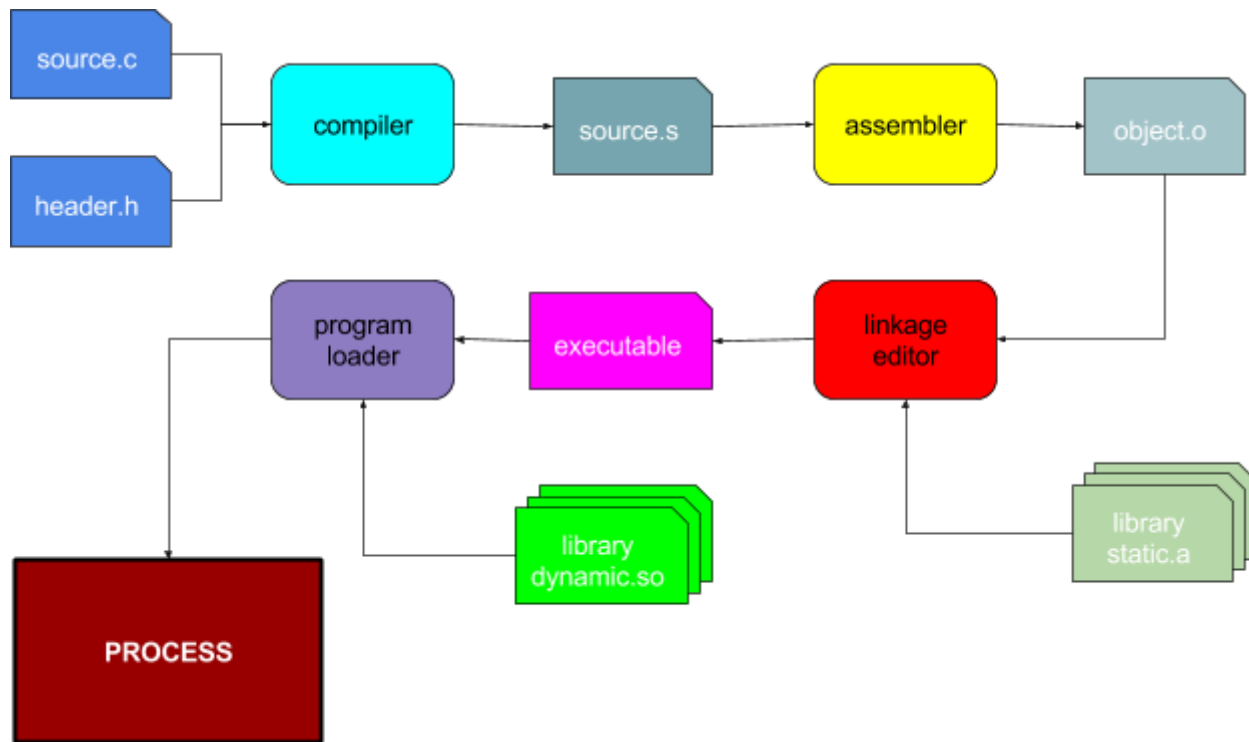 source.c
compiler
source.s
assembler
object.o
header.h
program
loader
executable
linkage
editor
library
dynamic.so
library
static.a
PROCESS